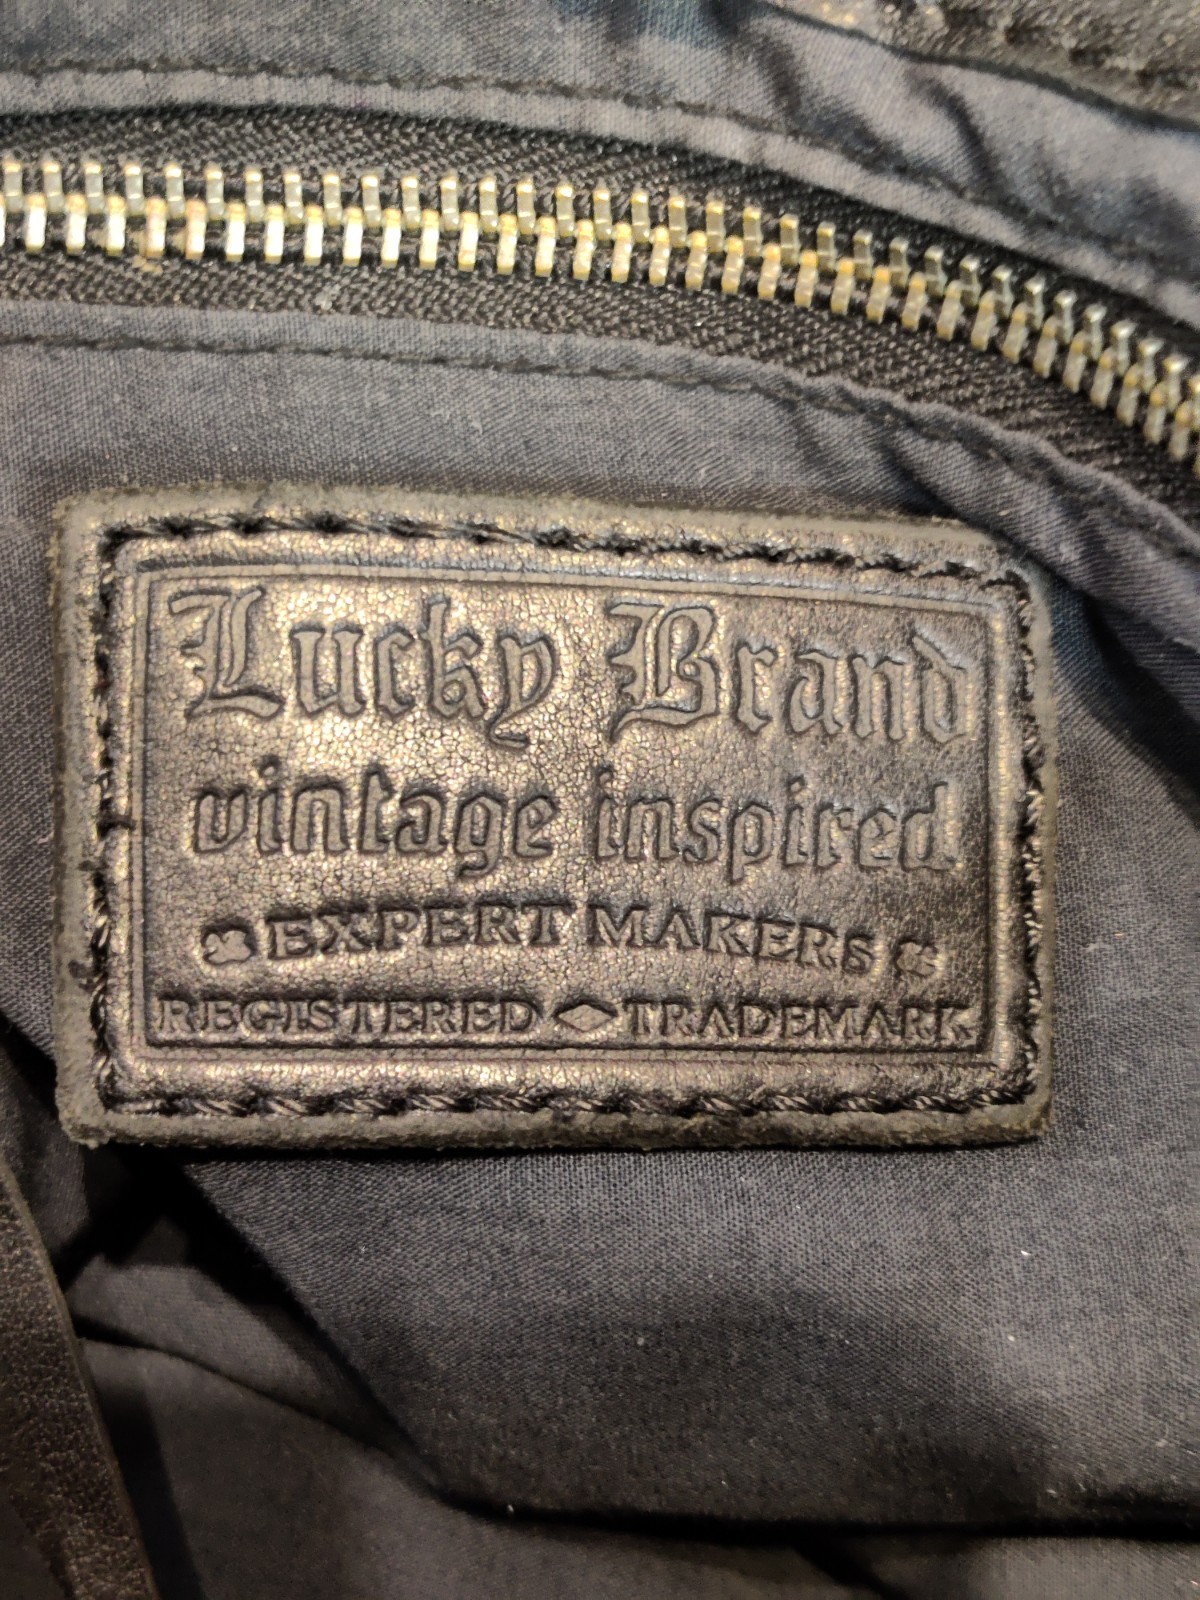 Lucky Brand
vintage inspired
EXPERT MAKERS
REGISTERED TRADEMARK